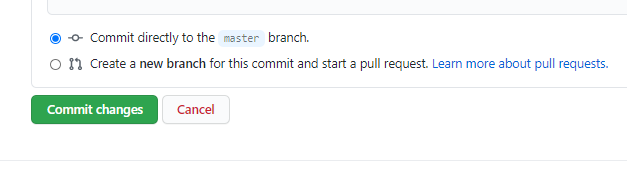 Commit directly to the master branch.
Create a new branch for this commit and start a pull request. Learn more about pull requests.
Commit changes Cancel